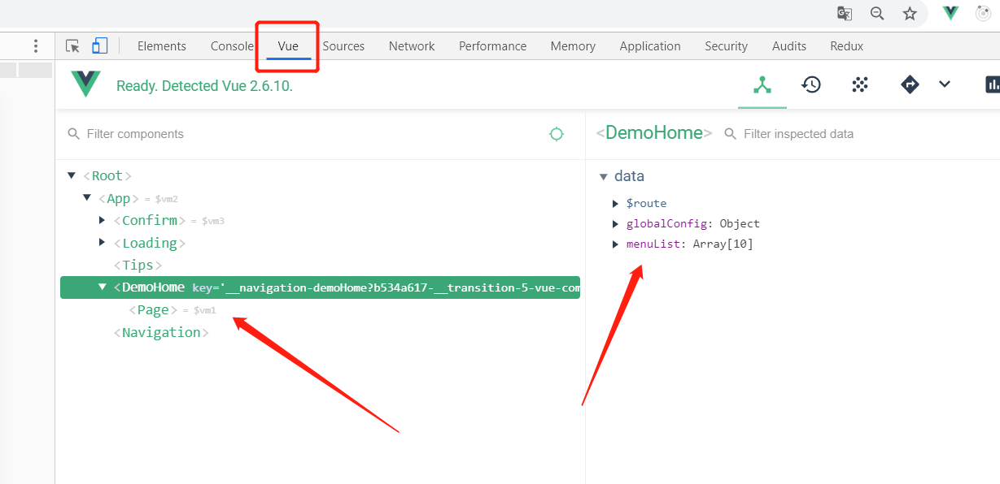 Elements Console Vue Sources Network Performance Memory Application Security Audits Redux
Ready. Detected Vue 2.6.10.
Filter components
<DemoHome> Filter inspected data
<Root>
<App> = $vm2
<Confirm> = $vm3
<Loading>
<Tips>
<DemoHome key='__navigation-demoHome?b534a617-__transition-5-vue-com
<Page> = $vm1
<Navigation>
data
$route
globalConfig: Object
menuList: Array[10]